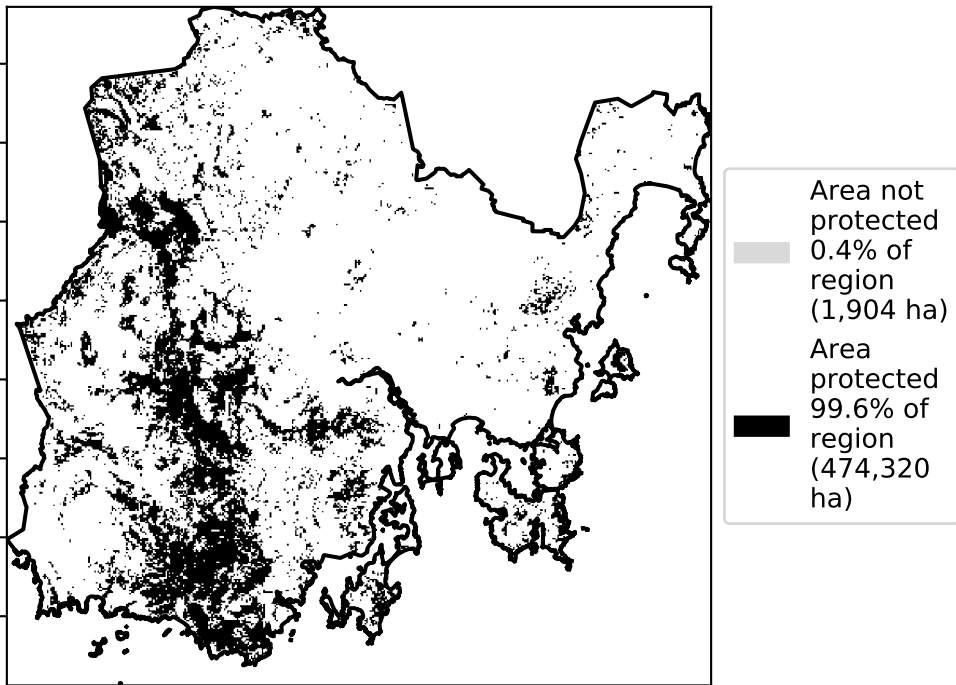 Area not
protected
0.4% of
region
(1,904 ha)
Area
protected
99.6% of
region
(474,320
ha)